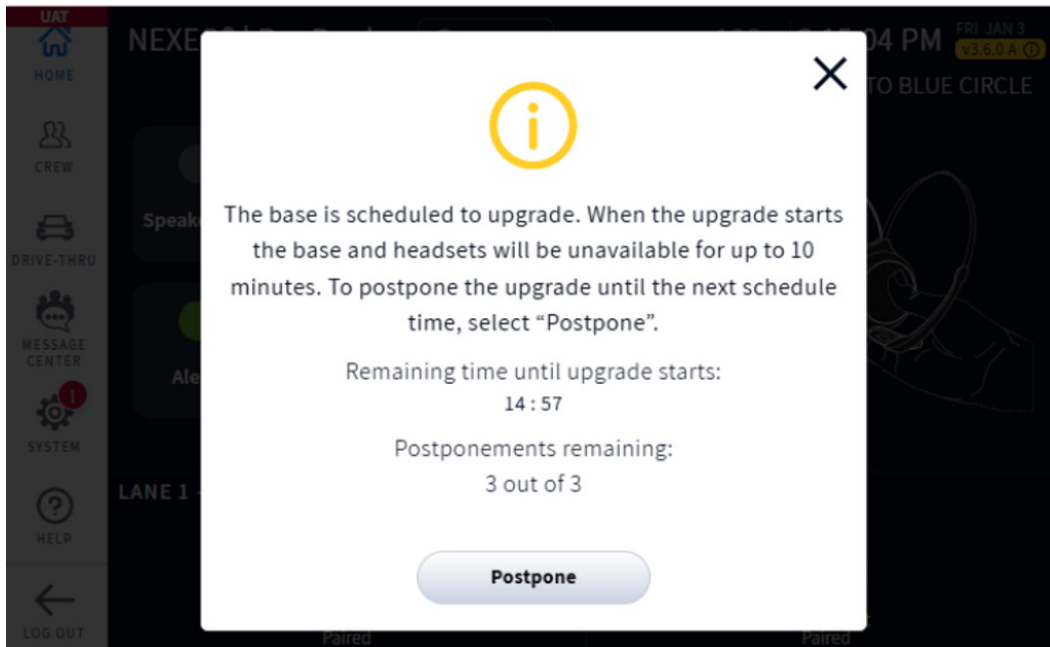 UAT
HOME
CREW
DRIVE-THRU
MESSAGE
CENTER
1
SYSTEM
HELP
LOG OUT
04 PM
FRI JAN 3
v3.6.0 A
TO BLUE CIRCLE
LANE 1
The base is scheduled to upgrade. When the upgrade starts
the base and headsets will be unavailable for up to 10
minutes. To postpone the upgrade until the next schedule
time, select “Postpone”.
Remaining time until upgrade starts:
14 : 57
Postponements remaining:
3 out of 3
Postpone
Paired
Paired